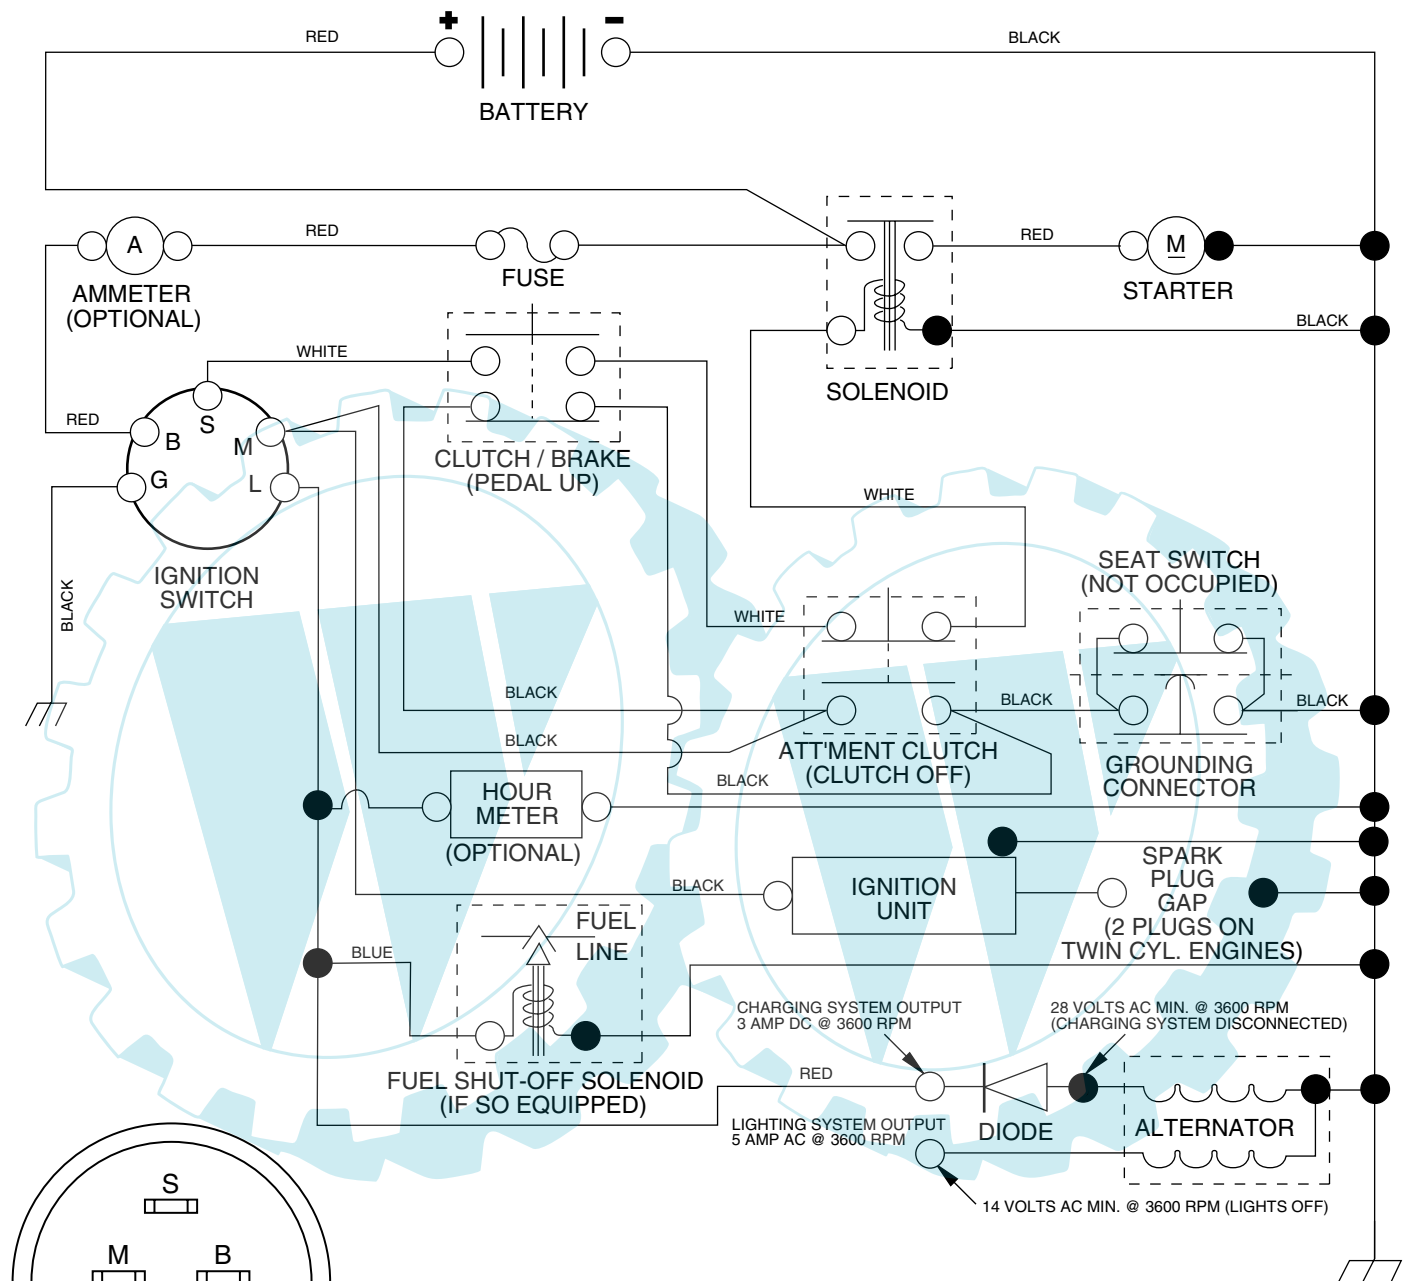 + -
RED
BLACK
BATTERY
A
RED
FUSE
RED
M
STARTER
AMMETER
(OPTIONAL)
BLACK
SOLENOID
WHITE
RED
B
S
M
G
L
CLUTCH / BRAKE
(PEDAL UP)
WHITE
IGNITION
SWITCH
BLACK
SEAT SWITCH
(NOT OCCUPIED)
WHITE
BLACK
BLACK
BLACK
BLACK
ATT'MENT CLUTCH
(CLUTCH OFF)
GROUNDING
CONNECTOR
BLACK
HOUR
METER
(OPTIONAL)
BLACK
IGNITION
UNIT
SPARK
PLUG
GAP
(2 PLUGS ON
TWIN CYL. ENGINES)
FUEL
LINE
BLUE
CHARGING SYSTEM OUTPUT
3 AMP DC @ 3600 RPM
28 VOLTS AC MIN. @ 3600 RPM
(CHARGING SYSTEM DISCONNECTED)
FUEL SHUT-OFF SOLENOID
(IF SO EQUIPPED)
RED
LIGHTING SYSTEM OUTPUT
5 AMP AC @ 3600 RPM
DIODE
ALTERNATOR
14 VOLTS AC MIN. @ 3600 RPM (LIGHTS OFF)
S
M
B